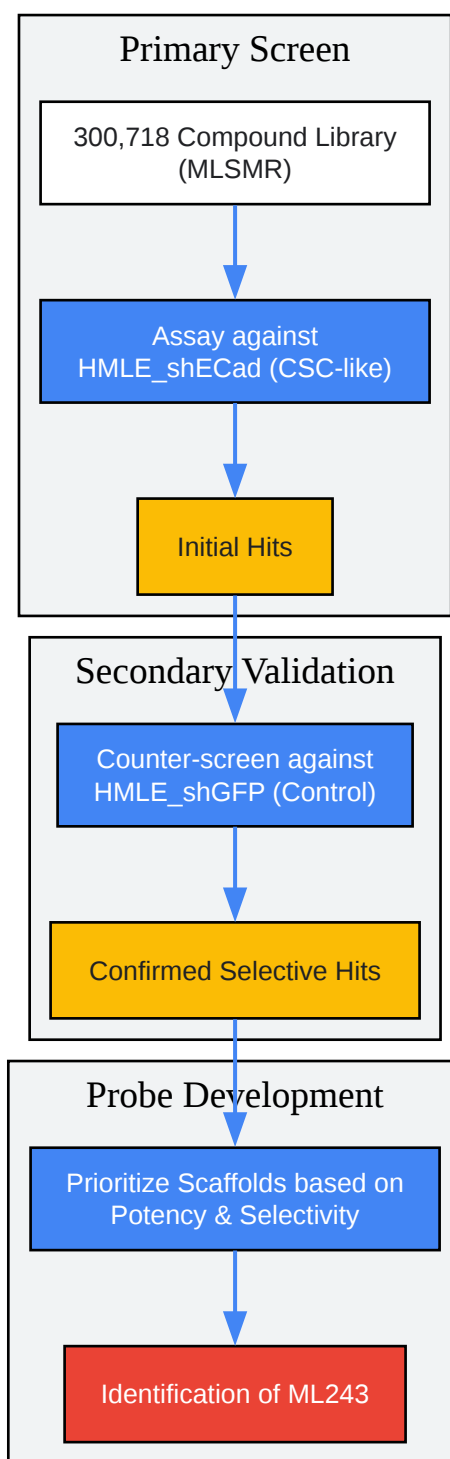 Primary Screen
300,718 Compound Library
(MLSMR)
Assay against
HMLE_shECad (CSC-like)
Initial Hits
Secondary Validation
Counter-screen against
HMLE_shGFP (Control)
Confirmed Selective Hits
Probe Development
Prioritize Scaffolds based on
Potency & Selectivity
Identification of ML243